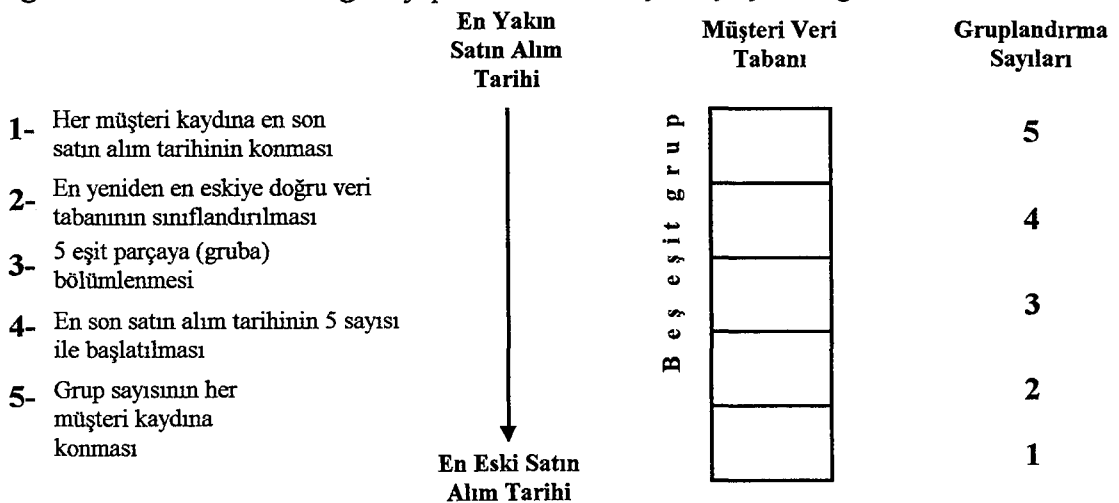 En Yakın
Satın Alım
Tarihi
Müşteri Veri
Tabanı
Gruplandırma
Sayıları
1- Her müşteri kaydına en son
satın alım tarihinin konması
2- En yeniden en eskiye doğru veri
tabanının sınıflandırılması
3- 5 eşit parçaya (gruba)
bölümlenmesi
4- En son satın alım tarihinin 5 sayısı
ile başlatılması
5- Grup sayısının her
müşteri kaydına
konması
En Eski Satın
Alım Tarihi
Beş eşit grup
5
4
3
2
1